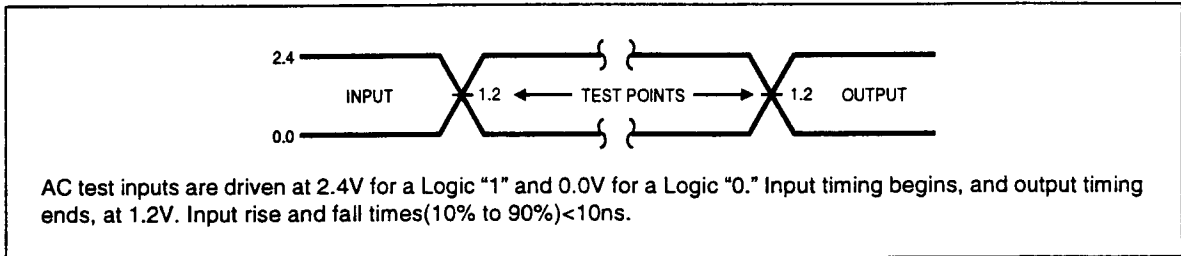 2.4
INPUT 1.2 TEST POINTS 1.2 OUTPUT
0.0
AC test inputs are driven at 2.4V for a Logic “1” and 0.0V for a Logic “0.” Input timing begins, and output timing
ends, at 1.2V. Input rise and fall times(10% to 90%)<10ns.